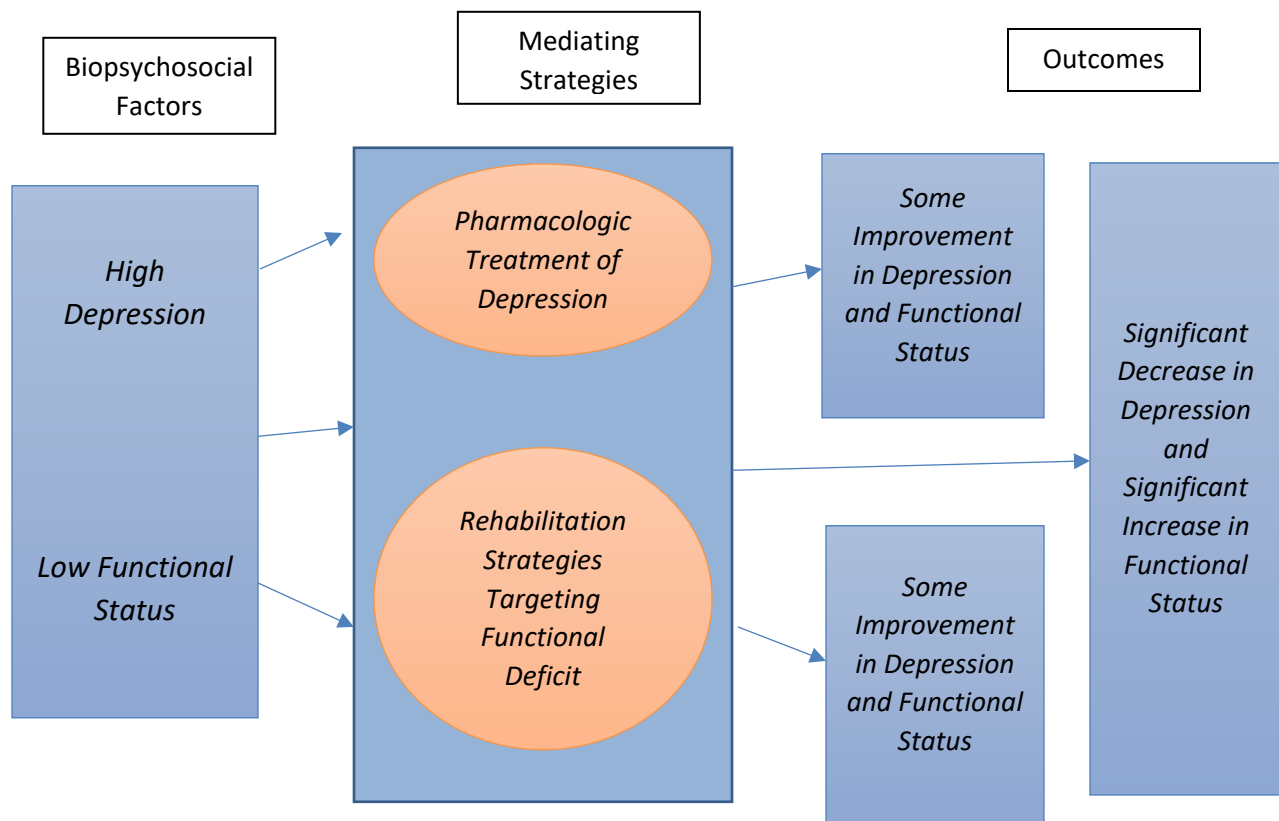 Biopsychosocial
Factors
Mediating
Strategies
Outcomes
High
Depression
Low Functional
Status
Pharmacologic
Treatment of
Depression
Rehabilitation
Strategies
Targeting
Functional
Deficit
Some
Improvement
in Depression
and Functional
Status
Some
Improvement
in Depression
and Functional
Status
Significant
Decrease in
Depression
and
Significant
Increase in
Functional
Status